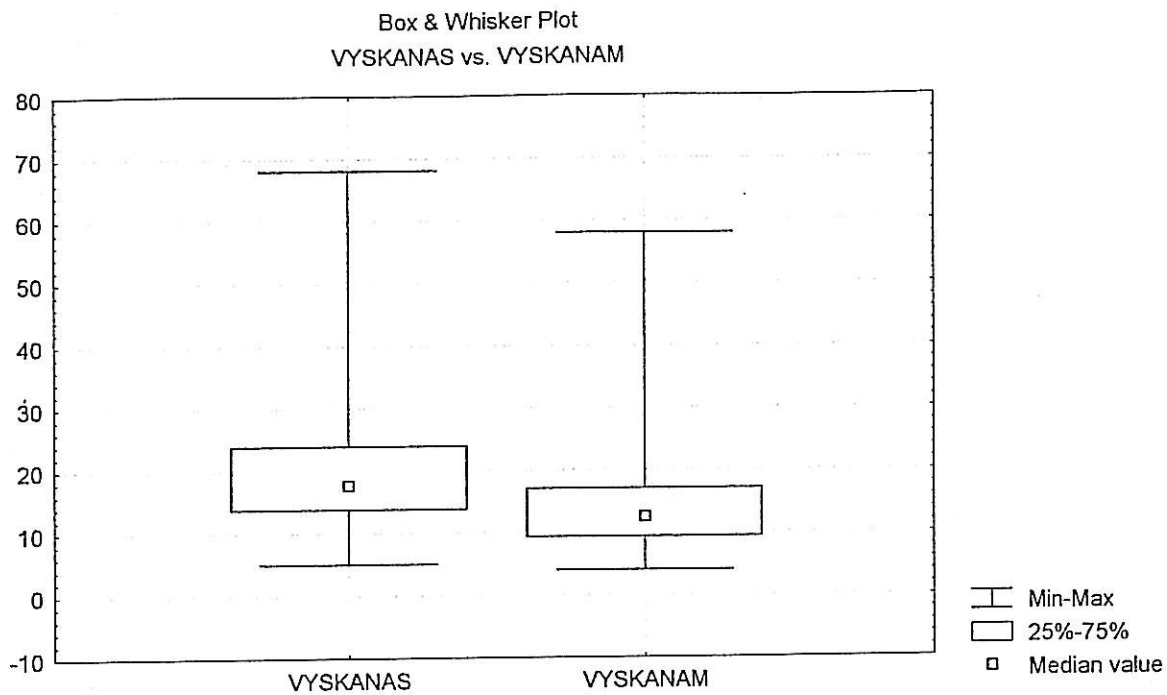 Box & Whisker Plot
VYSKANAS vs. VYSKANAM
80
70
60
50
40
30
20
10
0
-10
VYSKANAS
VYSKANAM
Min-Max
25%-75%
Median value